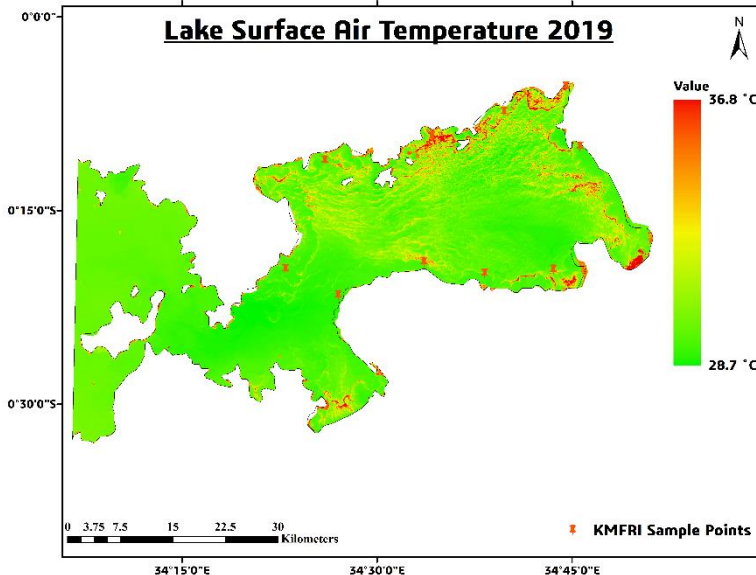 Lake Surface Air Temperature 2019
N
0°0'0"
Value
36.8 °C
28.7 °C
0°15'0"S
0°30'0"S
0 3.75 7.5 15 22.5 30
Kilometers
KMFRI Sample Points
34°15'0"E 34°30'0"E 34°45'0"E